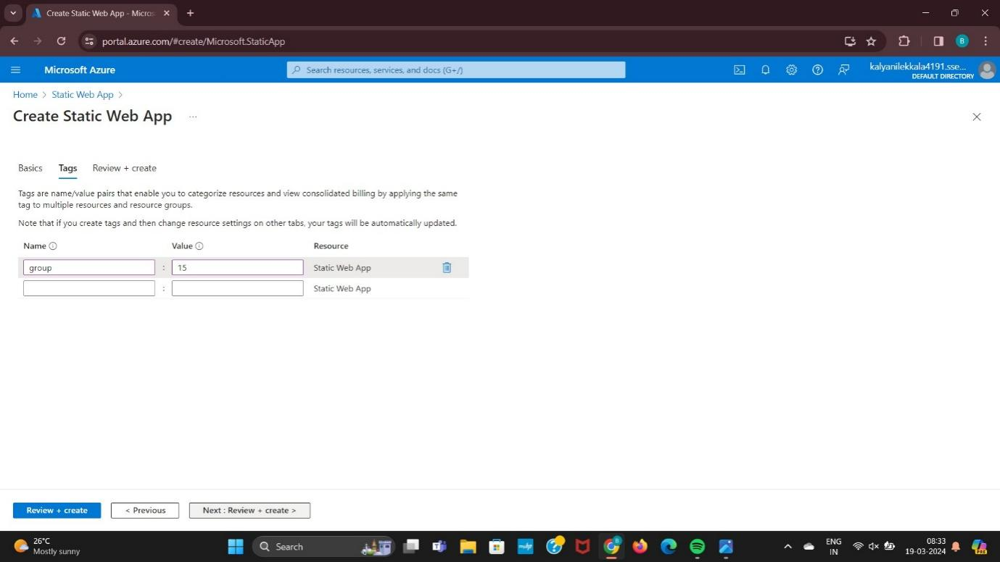 Create Static Web App - Micros
portal.azure.com/#create/Microsoft.StaticApp
B
Microsoft Azure
Search resources, services, and docs (G+/)
kalyanilekkala4191.sse...
DEFAULT DIRECTORY
Home > Static Web App >
Create Static Web App ...
Basics Tags Review + create
Tags are name/value pairs that enable you to categorize resources and view consolidated billing by applying the same
tag to multiple resources and resource groups.
Note that if you create tags and then change resource settings on other tabs, your tags will be automatically updated.
Name Value Resource
group : 15 Static Web App
: Static Web App
Review + create < Previous Next : Review + create >
26°C
Mostly sunny
Search
ENG
IN
08:33
19-03-2024
PRE